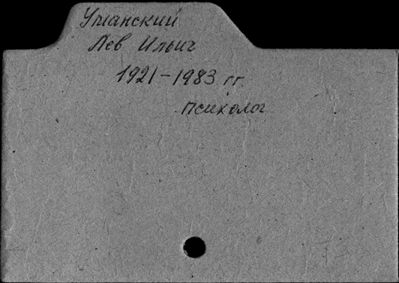 Уманский
Лев Ильич
1921-1983 гг.
психолог